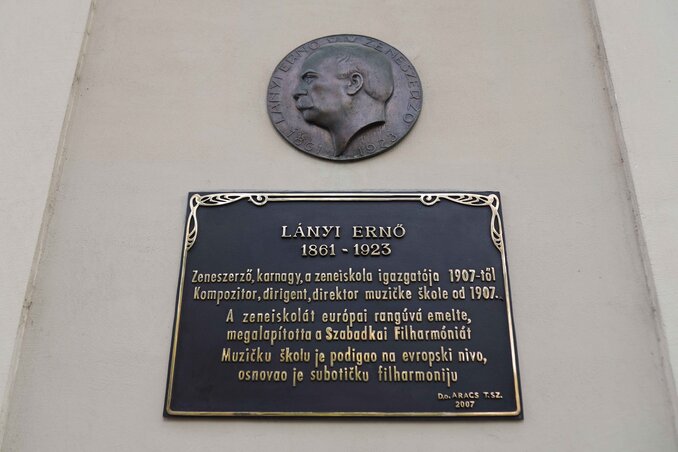 LÁNYI ERNŐ ZENESZERZŐ
1861 - 1923
LÁNYI ERNŐ
1861 - 1923
Zeneszerző, karnagy, a zeneiskola igazgatója 1907-től
Kompozitor, dirigent, direktor muzičke škole od 1907.
A zeneiskolát európai rangúvá emelte,
megalapította a Szabadkai Filharmóniát
Muzičku školu je podigao na evropski nivo,
osnovao je subotičku filharmoniju
D.o. ARACS T.SZ.
2007